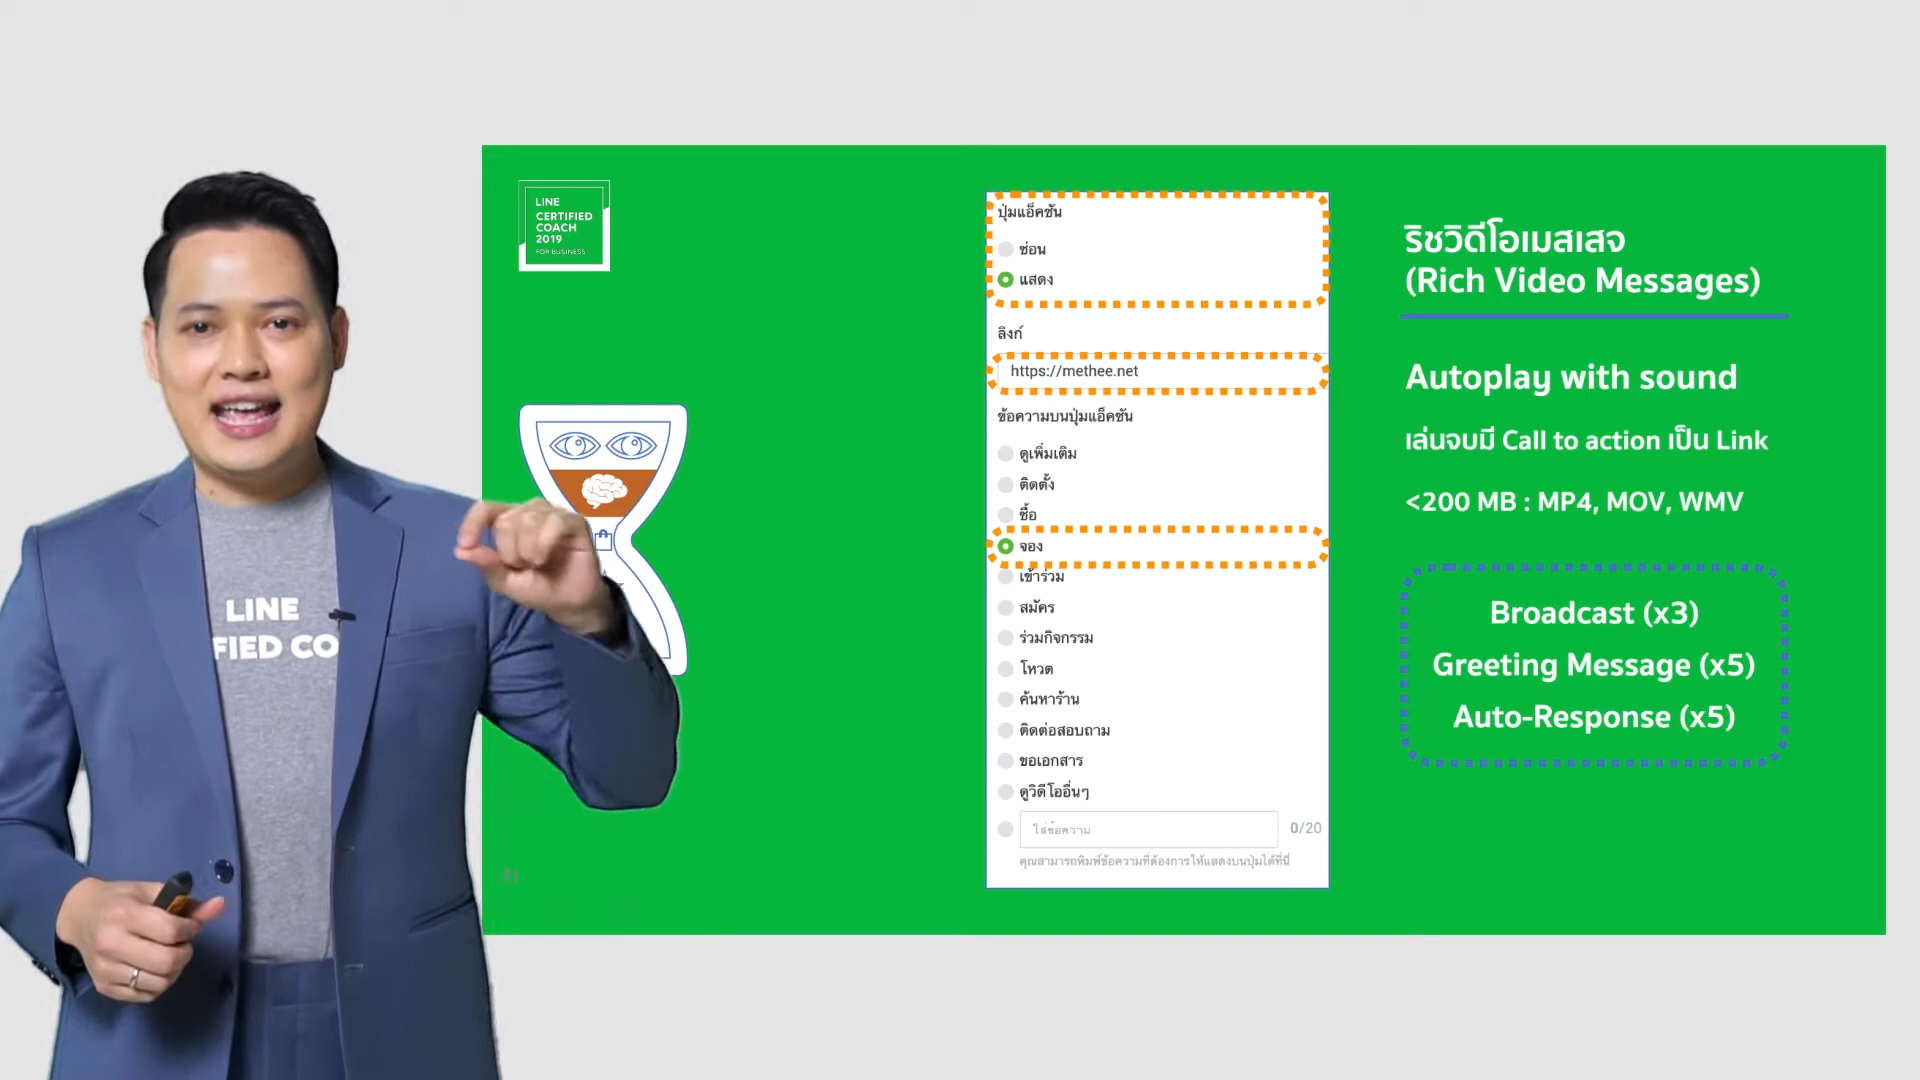 LINE
CERTIFIED
COACH
2019
FOR BUSINESS
LINE
FIED CO
ปุ่มแอ็คชัน
ซ่อน
แสดง
ลิงก์
https://methee.net
ข้อความบนปุ่มแอ็คชัน
ดูเพิ่มเติม
ติดตั้ง
ซื้อ
จอง
เข้าร่วม
สมัคร
ร่วมกิจกรรม
โหวต
ค้นหาร้าน
ติดต่อสอบถาม
ขอเอกสาร
ดูวิดีโออื่นๆ
ใส่ข้อความ 0/20
คุณสามารถพิมพ์ข้อความที่ต้องการให้แสดงบนปุ่มได้ที่นี่
ริชวิดีโอเมสเสจ
(Rich Video Messages)
Autoplay with sound
เล่นจบมี Call to action เป็น Link
<200 MB : MP4, MOV, WMV
Broadcast (x3)
Greeting Message (x5)
Auto-Response (x5)